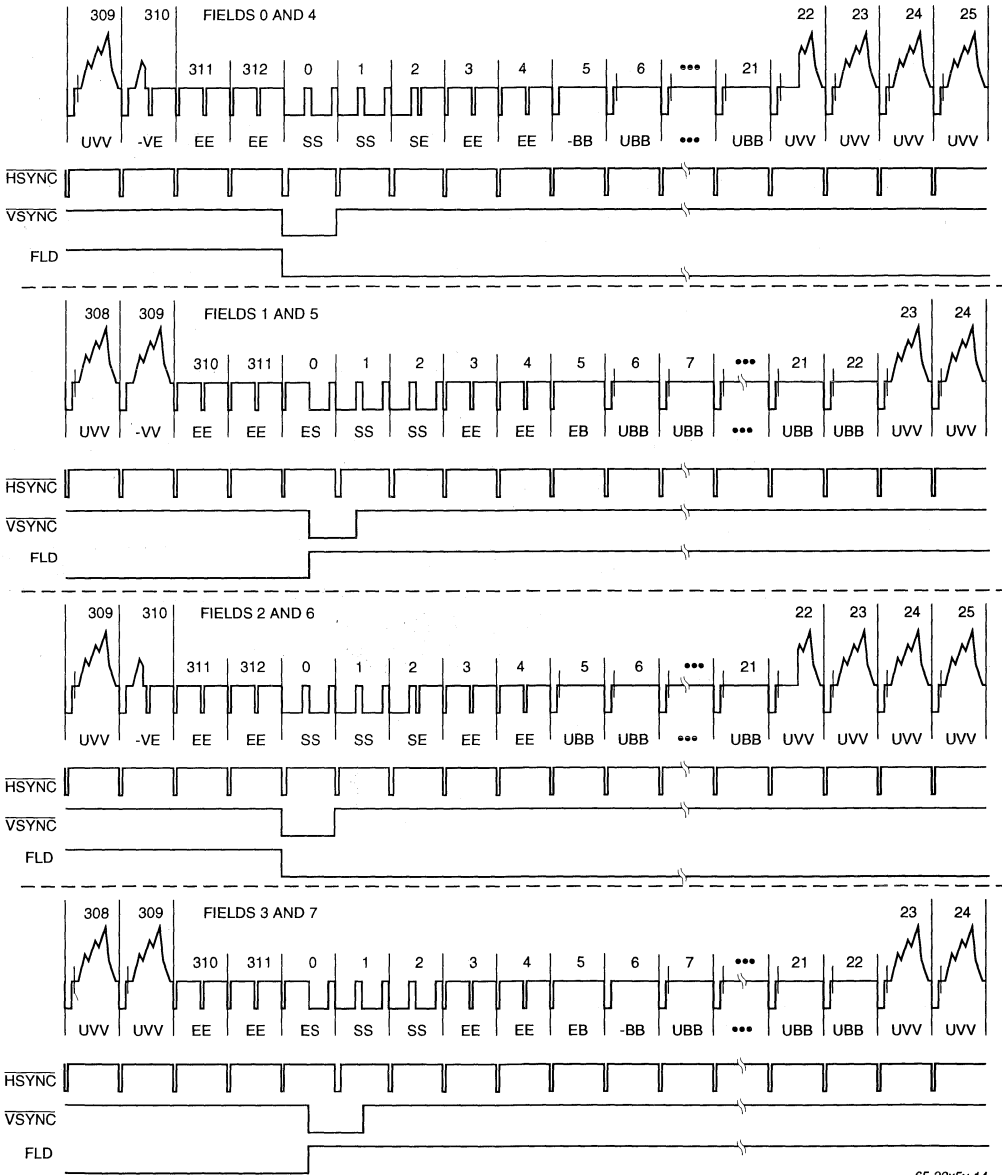 309 310 FIELDS 0 AND 4 22 23 24 25
311 312 0 1 2 3 4 5 6 ••• 21
UVV -VE EE EE SS SS SE EE EE -BB UBB ••• UBB UVV UVV UVV UVV
HSYNC
VSYNC
FLD
308 309 FIELDS 1 AND 5 23 24
310 311 0 1 2 3 4 5 6 7 ••• 21 22
UVV -VV EE EE ES SS SS EE EE EB UBB UBB ••• UBB UBB UVV UVV
HSYNC
VSYNC
FLD
309 310 FIELDS 2 AND 6 22 23 24 25
311 312 0 1 2 3 4 5 6 ••• 21
UVV -VE EE EE SS SS SE EE EE UBB UBB ••• UBB UVV UVV UVV UVV
HSYNC
VSYNC
FLD
308 309 FIELDS 3 AND 7 23 24
310 311 0 1 2 3 4 5 6 7 ••• 21 22
UVV UVV EE EE ES SS SS EE EE EB -BB UBB ••• UBB UBB UVV UVV
HSYNC
VSYNC
FLD